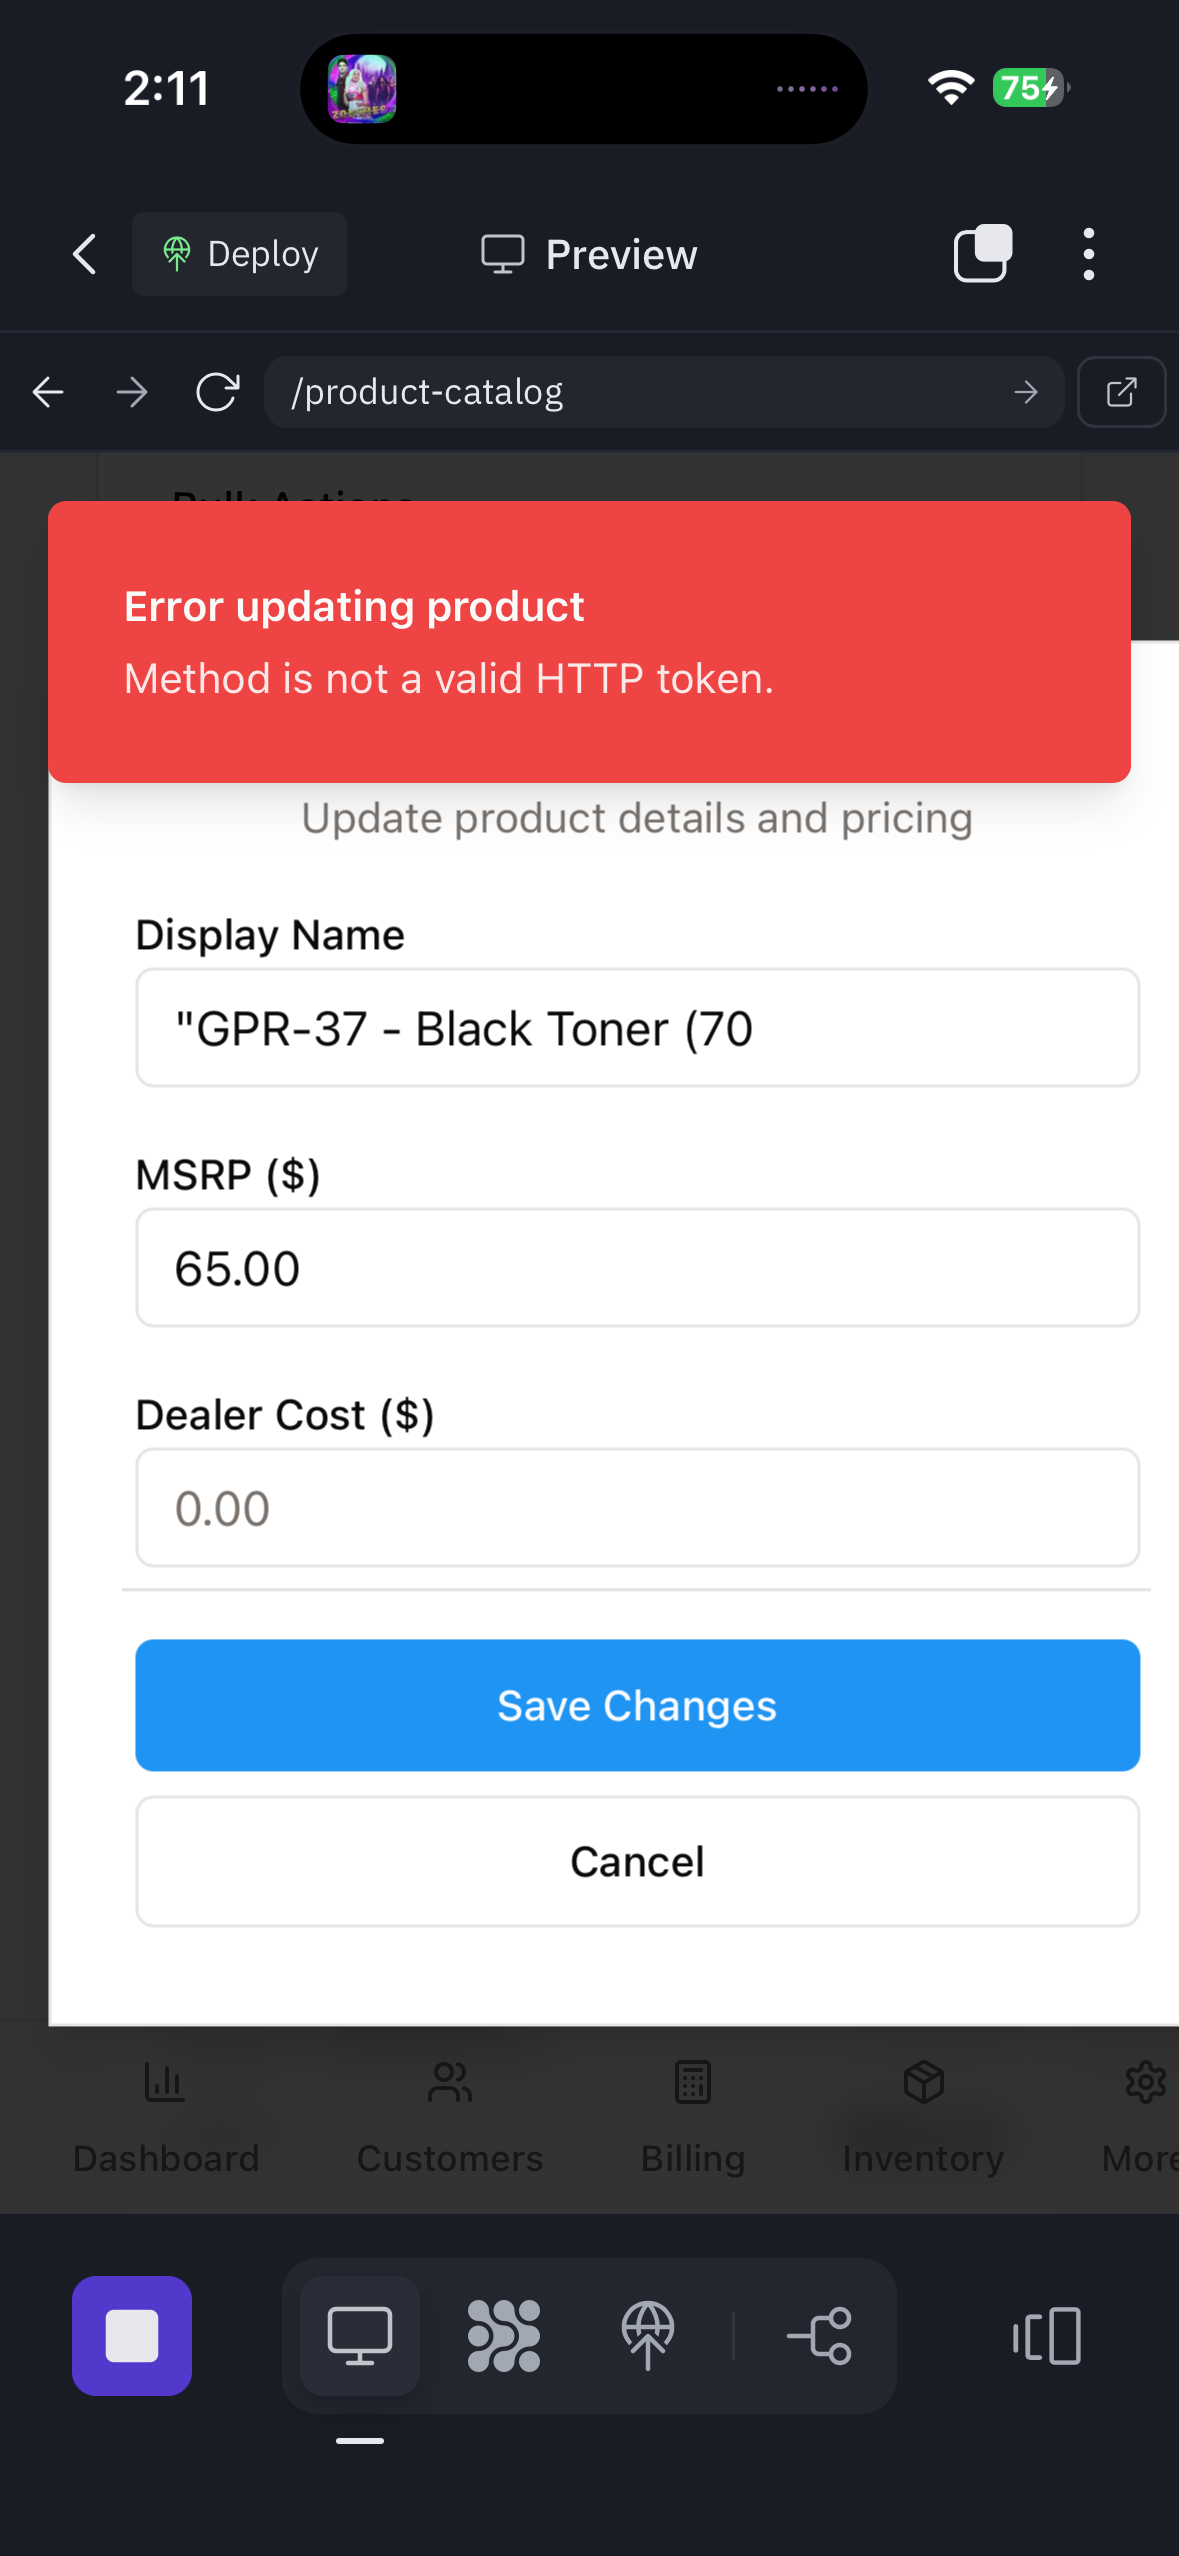 2:11
75
Deploy
Preview
/product-catalog
Bulk Actions
Error updating product
Method is not a valid HTTP token.
Update product details and pricing
Display Name
"GPR-37 - Black Toner (70
MSRP ($)
65.00
Dealer Cost ($)
0.00
Save Changes
Cancel
Dashboard
Customers
Billing
Inventory
More